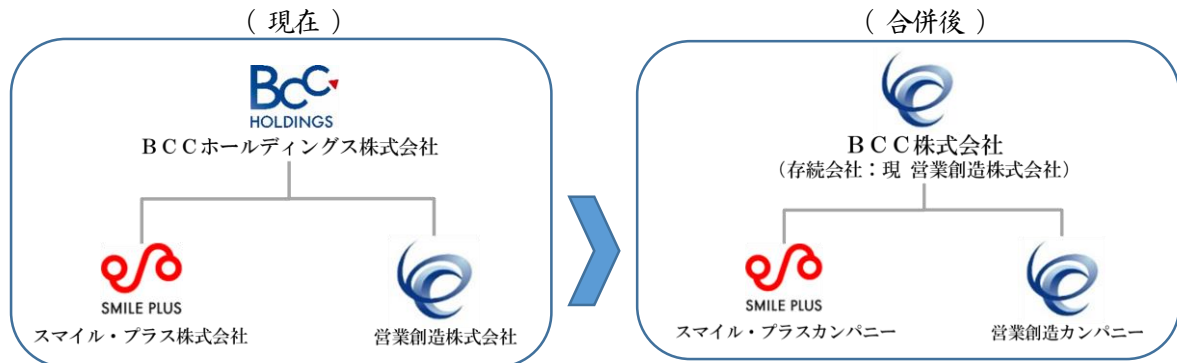 ( 現在 )
BCC
HOLDINGS
BCCホールディングス株式会社
SMILE PLUS
スマイル・プラス株式会社
営業創造株式会社
( 合併後 )
BCC株式会社
(存続会社:現 営業創造株式会社)
SMILE PLUS
スマイル・プラスカンパニー
営業創造カンパニー